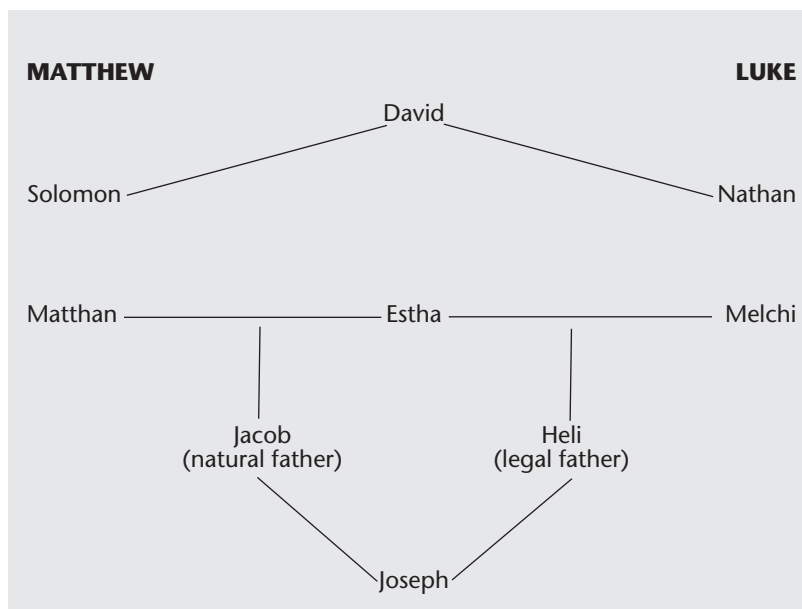 MATTHEW LUKE
David
Solomon Nathan
Matthan Estha Melchi
Jacob Heli
(natural father) (legal father)
Joseph